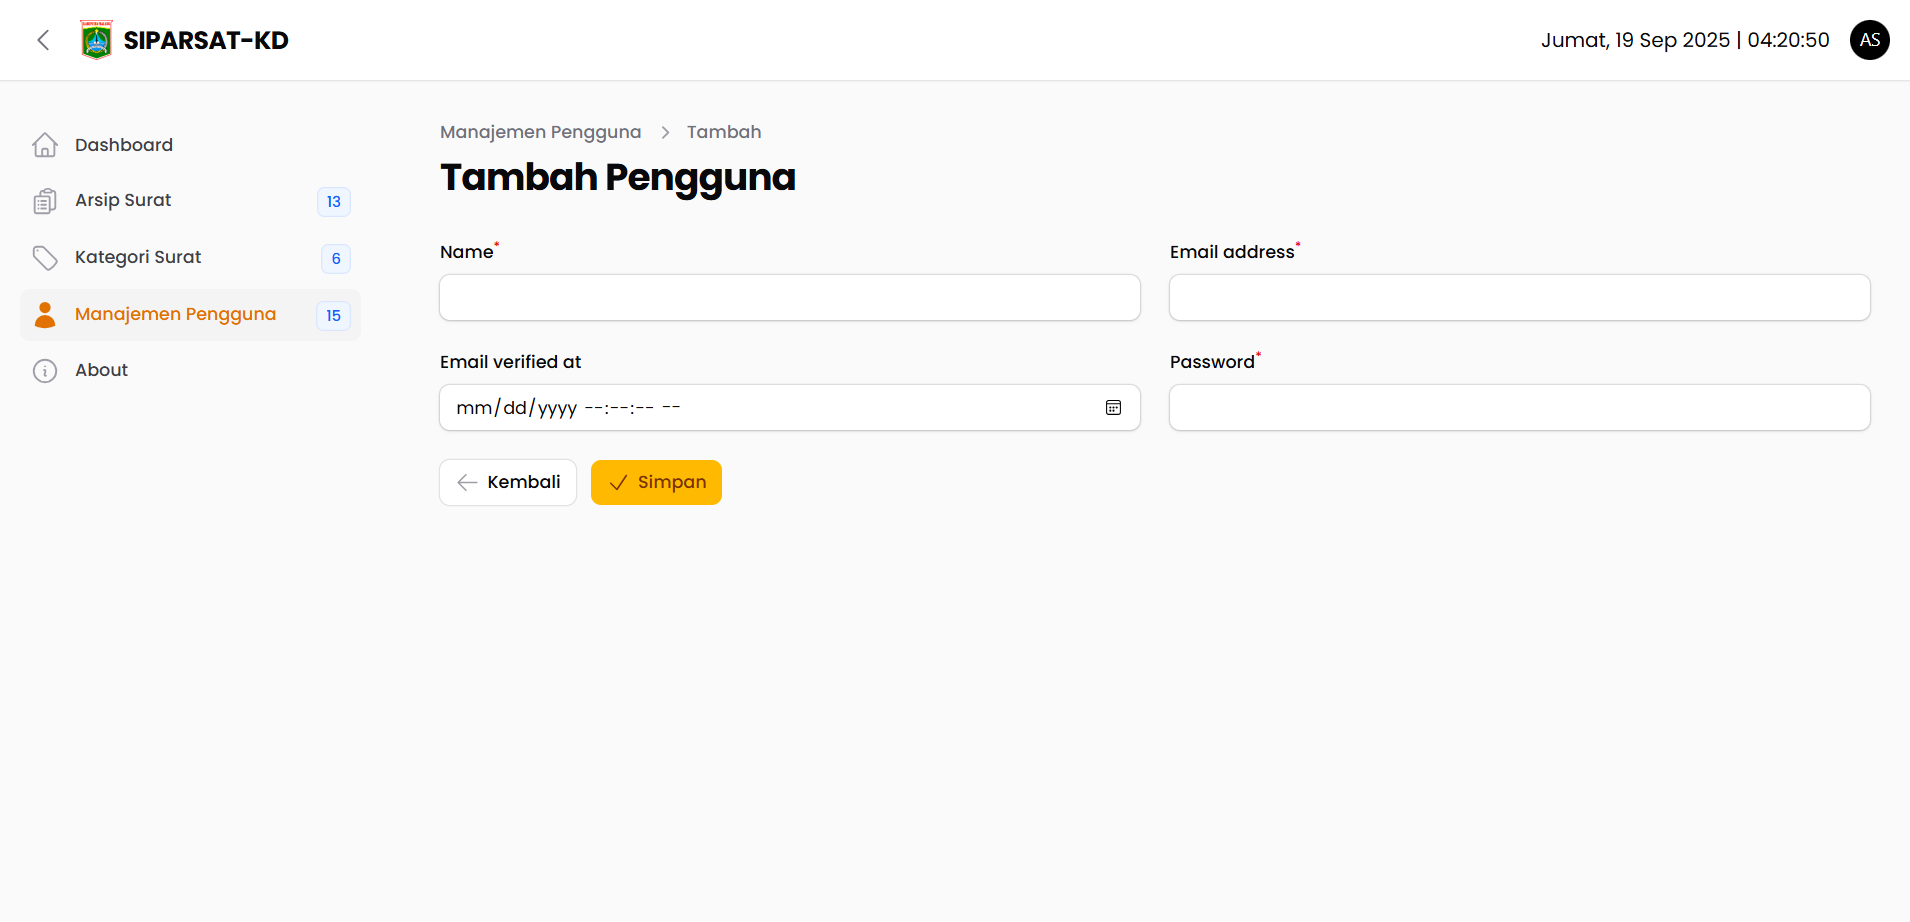 SIPARSAT-KD
Jumat, 19 Sep 2025 | 04:20:50
AS
Dashboard
Arsip Surat 13
Kategori Surat 6
Manajemen Pengguna 15
About
Manajemen Pengguna > Tambah
Tambah Pengguna
Name*
Email address*
Email verified at
mm/dd/yyyy --:--:-- --
Password*
Kembali
Simpan